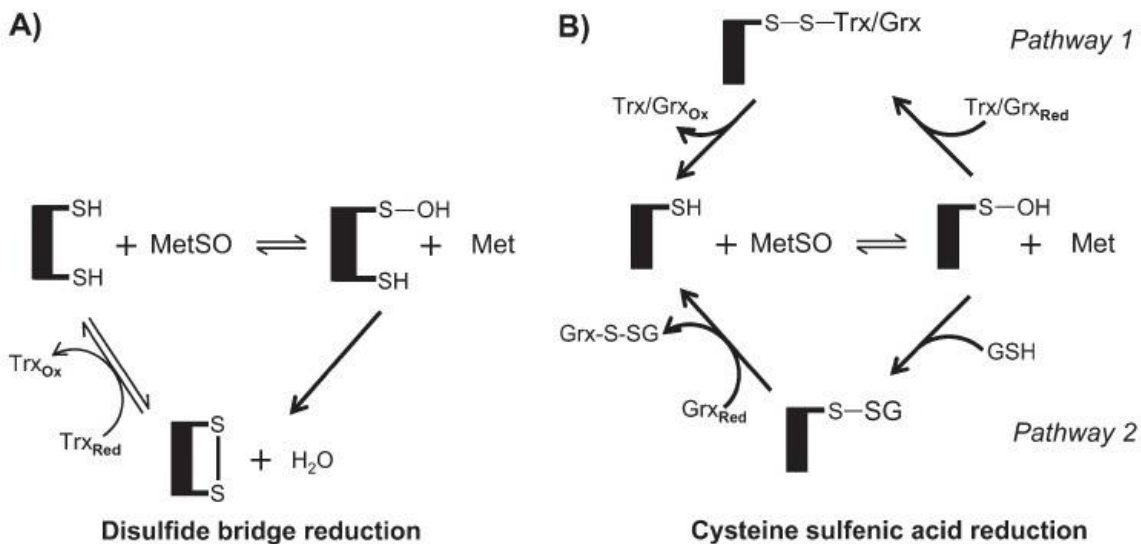 A)
SH
SH
+ MetSO ⇌
S—OH
SH
+ Met
Trx_Ox
Trx_Red
S
S
+ H₂O
Disulfide bridge reduction
B)
S—S—Trx/Grx
Pathway 1
Trx/Grx_Ox
Trx/Grx_Red
SH
+ MetSO ⇌
S—OH
+ Met
Grx-S-SG
GSH
Grx_Red
S—SG
Pathway 2
Cysteine sulfenic acid reduction